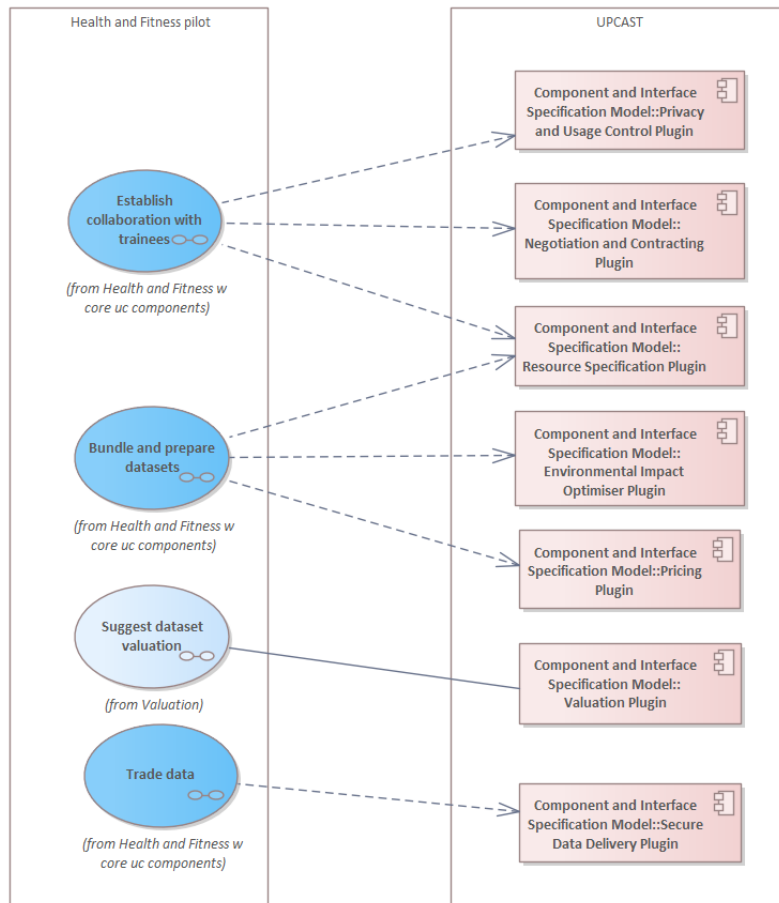 Health and Fitness pilot
UPCAST
Component and Interface
Specification Model::Privacy
and Usage Control Plugin
Establish
collaboration with
trainees
(from Health and Fitness w
core uc components)
Component and Interface
Specification Model::
Negotiation and Contracting
Plugin
Component and Interface
Specification Model::
Resource Specification Plugin
Bundle and prepare
datasets
(from Health and Fitness w
core uc components)
Component and Interface
Specification Model::
Environmental Impact
Optimiser Plugin
Component and Interface
Specification Model::Pricing
Plugin
Suggest dataset
valuation
(from Valuation)
Component and Interface
Specification Model::
Valuation Plugin
Trade data
(from Health and Fitness w
core uc components)
Component and Interface
Specification Model::Secure
Data Delivery Plugin